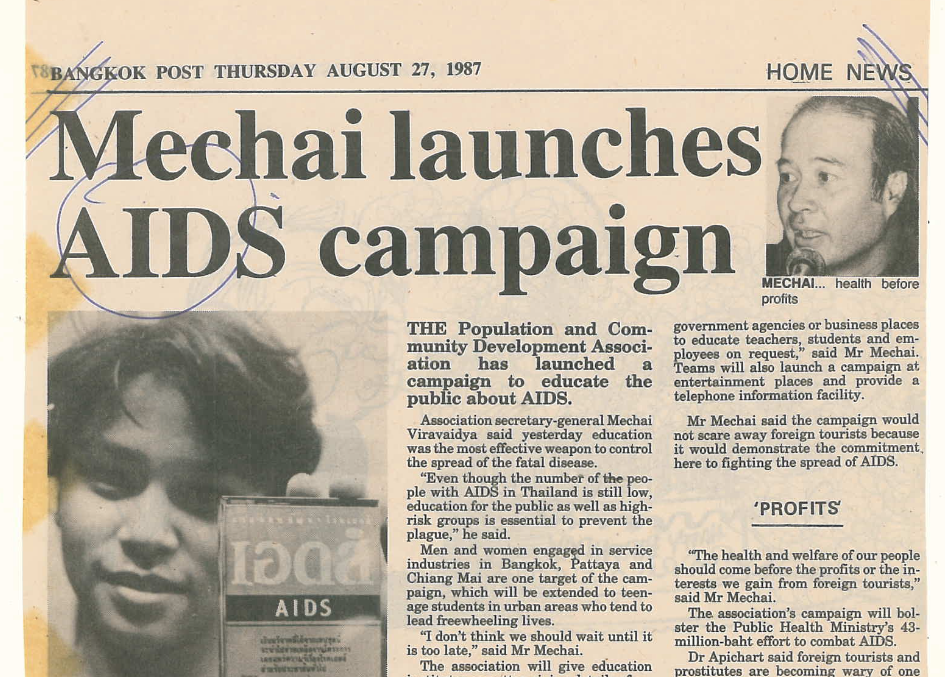 BANGKOK POST THURSDAY AUGUST 27, 1987
HOME NEWS
Mechai launches
AIDS campaign
MECHAI... health before
profits
AIDS
THE Population and Com-
munity Development Associ-
ation has launched a
campaign to educate the
public about AIDS.
Association secretary-general Mechai
Viravaidya said yesterday education
was the most effective weapon to control
the spread of the fatal disease.
"Even though the number of the peo-
ple with AIDS in Thailand is still low,
education for the public as well as high-
risk groups is essential to prevent the
plague," he said.
Men and women engaged in service
industries in Bangkok, Pattaya and
Chiang Mai are one target of the cam-
paign, which will be extended to teen-
age students in urban areas who tend to
lead freewheeling lives.
"I don't think we should wait until it
is too late," said Mr Mechai.
The association will give education
government agencies or business places
to educate teachers, students and em-
ployees on request," said Mr Mechai.
Teams will also launch a campaign at
entertainment places and provide a
telephone information facility.
Mr Mechai said the campaign would
not scare away foreign tourists because
it would demonstrate the commitment
here to fighting the spread of AIDS.
'PROFITS'
"The health and welfare of our people
should come before the profits or the in-
terests we gain from foreign tourists,"
said Mr Mechai.
The association's campaign will bol-
ster the Public Health Ministry's 43-
million-baht effort to combat AIDS.
Dr Apichart said foreign tourists and
prostitutes are becoming wary of one